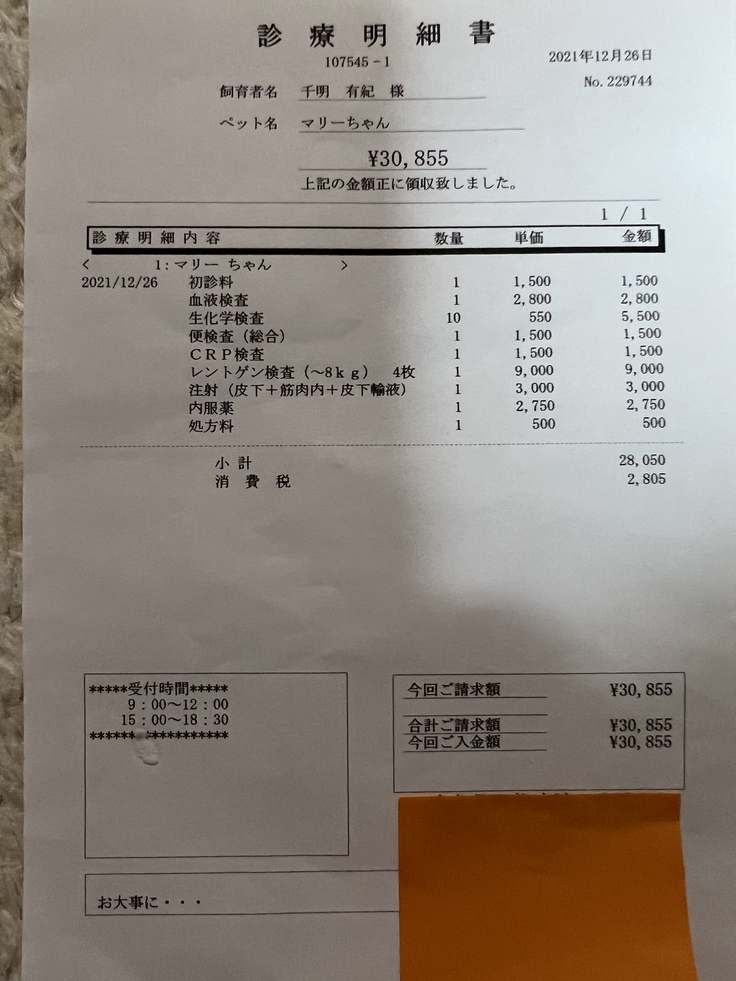 診療明細書
107545-1
2021年12月26日
No.229744
飼育者名 千明 有紀 様
ペット名 マリーちゃん
¥30,855
上記の金額正に領収致しました。
1 / 1
診療明細内容 数量 単価 金額
< 1:マリー ちゃん >
2021/12/26 初診料 1 1,500 1,500
血液検査 1 2,800 2,800
生化学検査 10 550 5,500
便検査（総合） 1 1,500 1,500
ＣＲＰ検査 1 1,500 1,500
レントゲン検査（～8ｋｇ） 4枚 1 9,000 9,000
注射（皮下＋筋肉内＋皮下輸液） 1 3,000 3,000
内服薬 1 2,750 2,750
処方料 1 500 500
小計 28,050
消費税 2,805
*****受付時間*****
9：00～12：00
15：00～18：30
今回ご請求額 ¥30,855
合計ご請求額 ¥30,855
今回ご入金額 ¥30,855
お大事に・・・